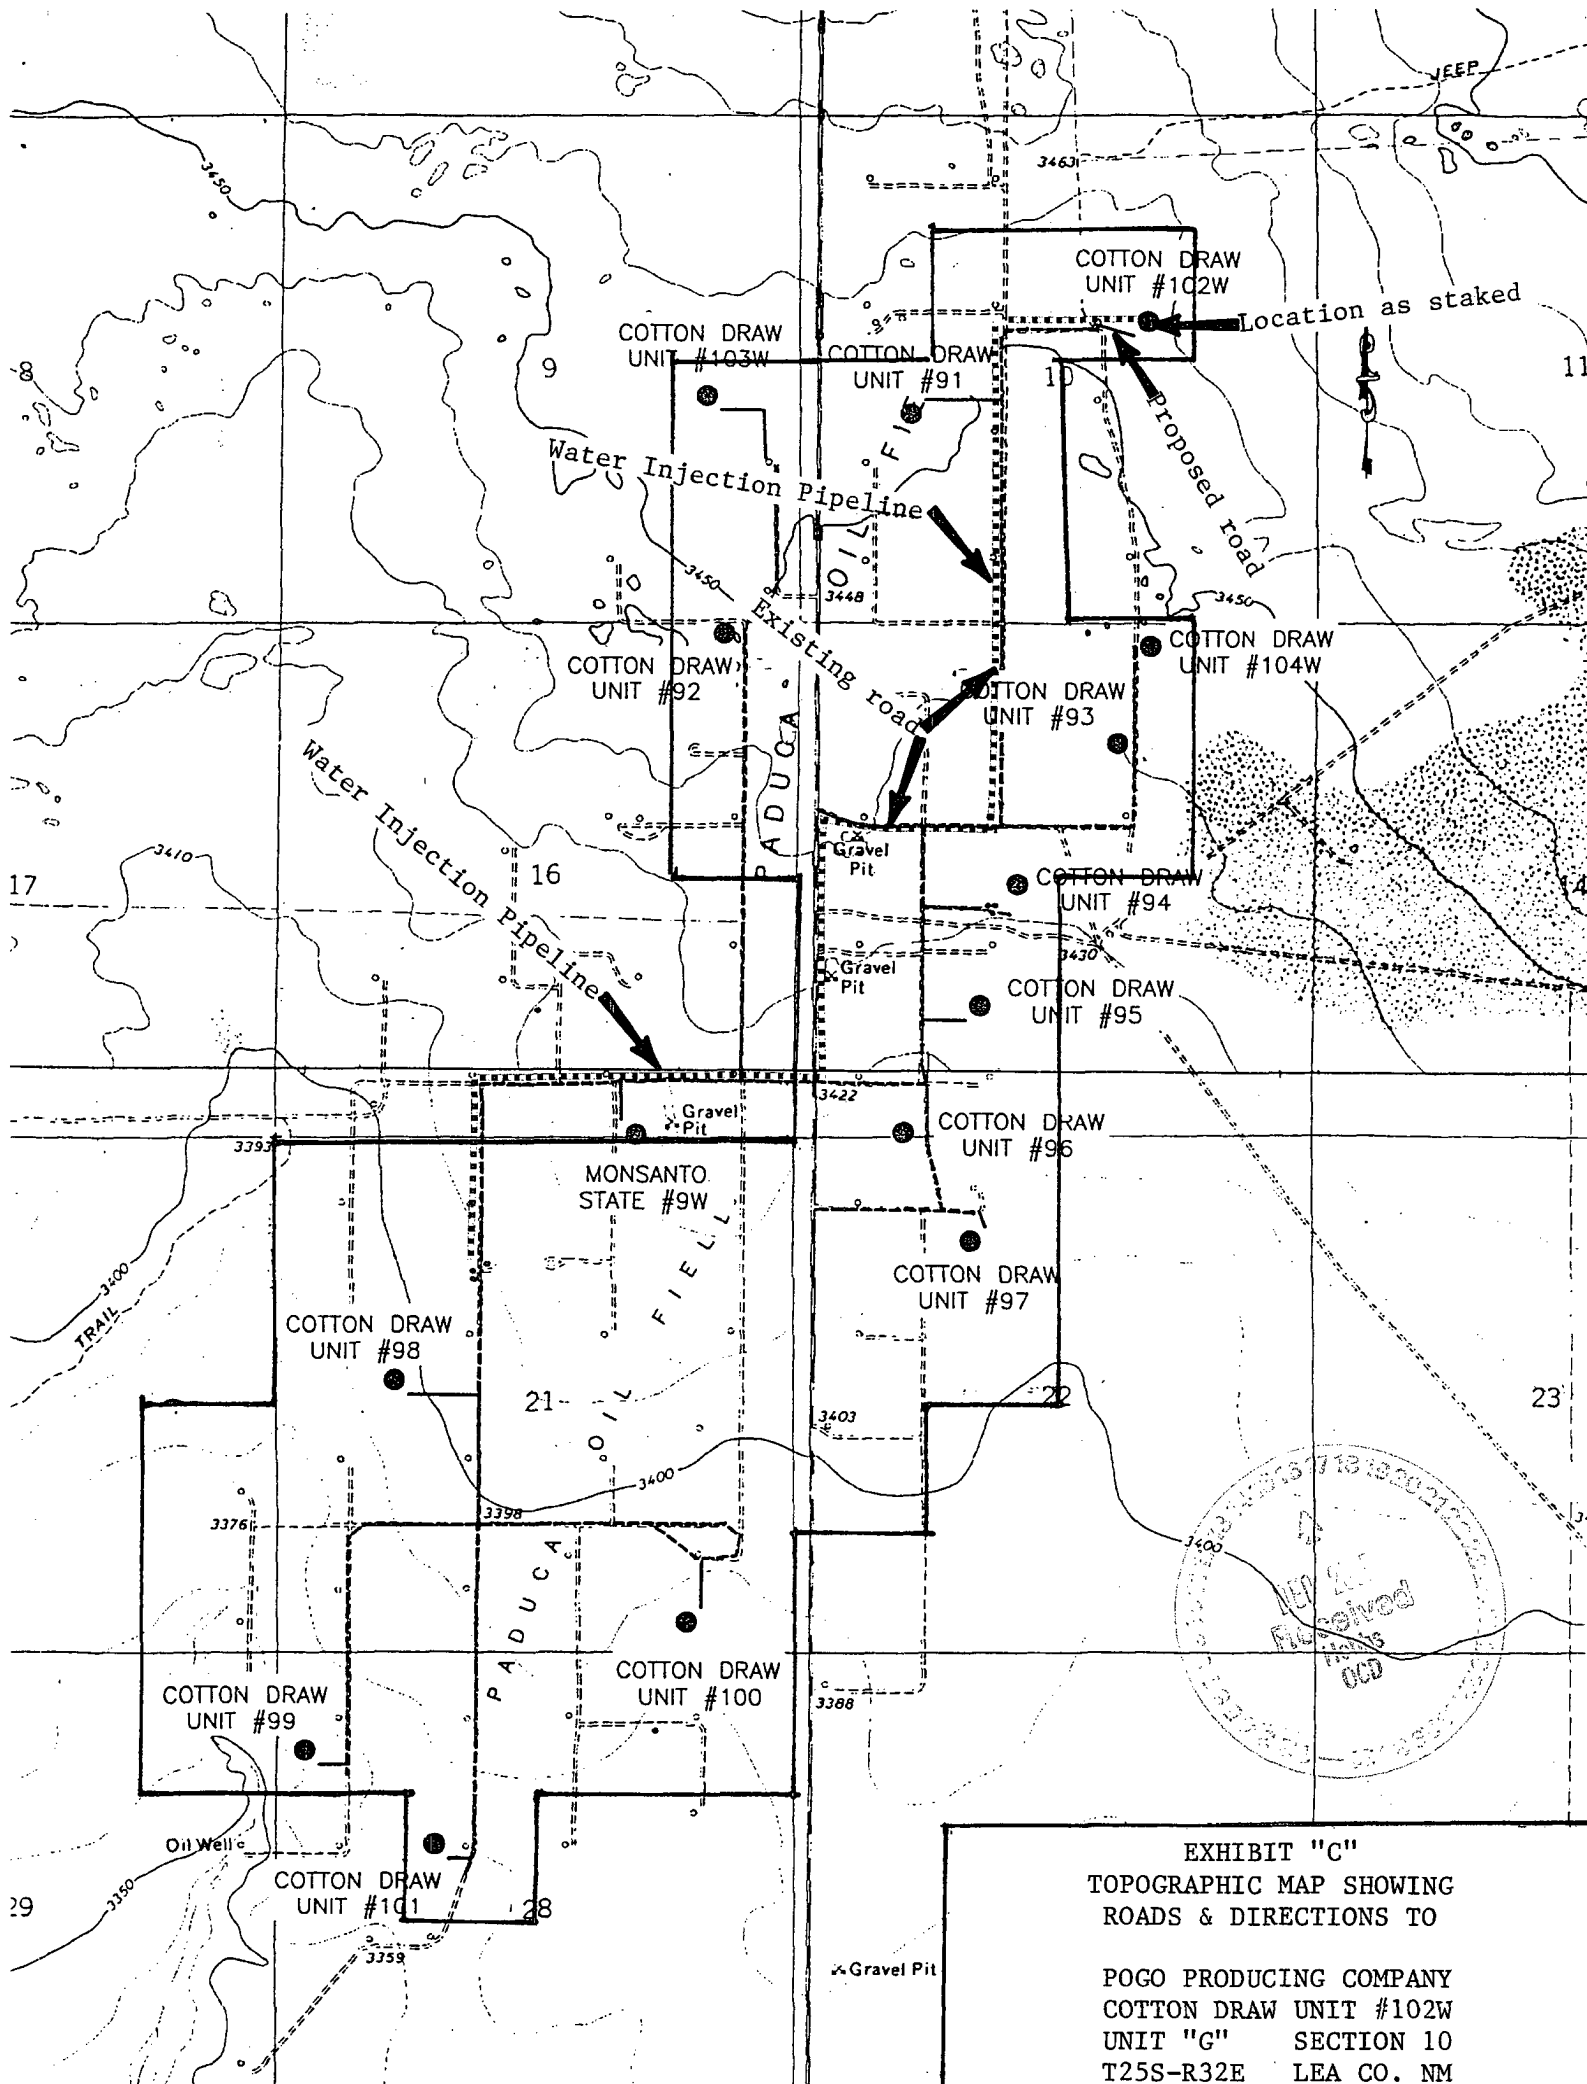 JEEP
3450
3463
COTTON DRAW
UNIT #102W
Location as staked
COTTON DRAW
UNIT #103W
COTTON DRAW
UNIT #91
8
9
10
11
Proposed road
Water Injection Pipeline
OIL FI
3450
3448
3450
Existing road
COTTON DRAW
UNIT #92
COTTON DRAW
UNIT #104W
COTTON DRAW
UNIT #93
PADUCA
Water Injection Pipeline
Gravel
Pit
3410
17
16
14
COTTON DRAW
UNIT #94
3430
Gravel
Pit
COTTON DRAW
UNIT #95
3422
Gravel
Pit
3393
COTTON DRAW
UNIT #96
MONSANTO
STATE #9W
3400
TRAIL
COTTON DRAW
UNIT #97
COTTON DRAW
UNIT #98
OIL FIELD
21
22
23
3403
3400
3398
3376
3400
PADUCA
Received
Hobbs
OCD
COTTON DRAW
UNIT #100
COTTON DRAW
UNIT #99
3388
Oil Well
COTTON DRAW
UNIT #101
3350
29
28
3359
Gravel Pit
EXHIBIT "C"
TOPOGRAPHIC MAP SHOWING
ROADS & DIRECTIONS TO
POGO PRODUCING COMPANY
COTTON DRAW UNIT #102W
UNIT "G" SECTION 10
T25S-R32E LEA CO. NM